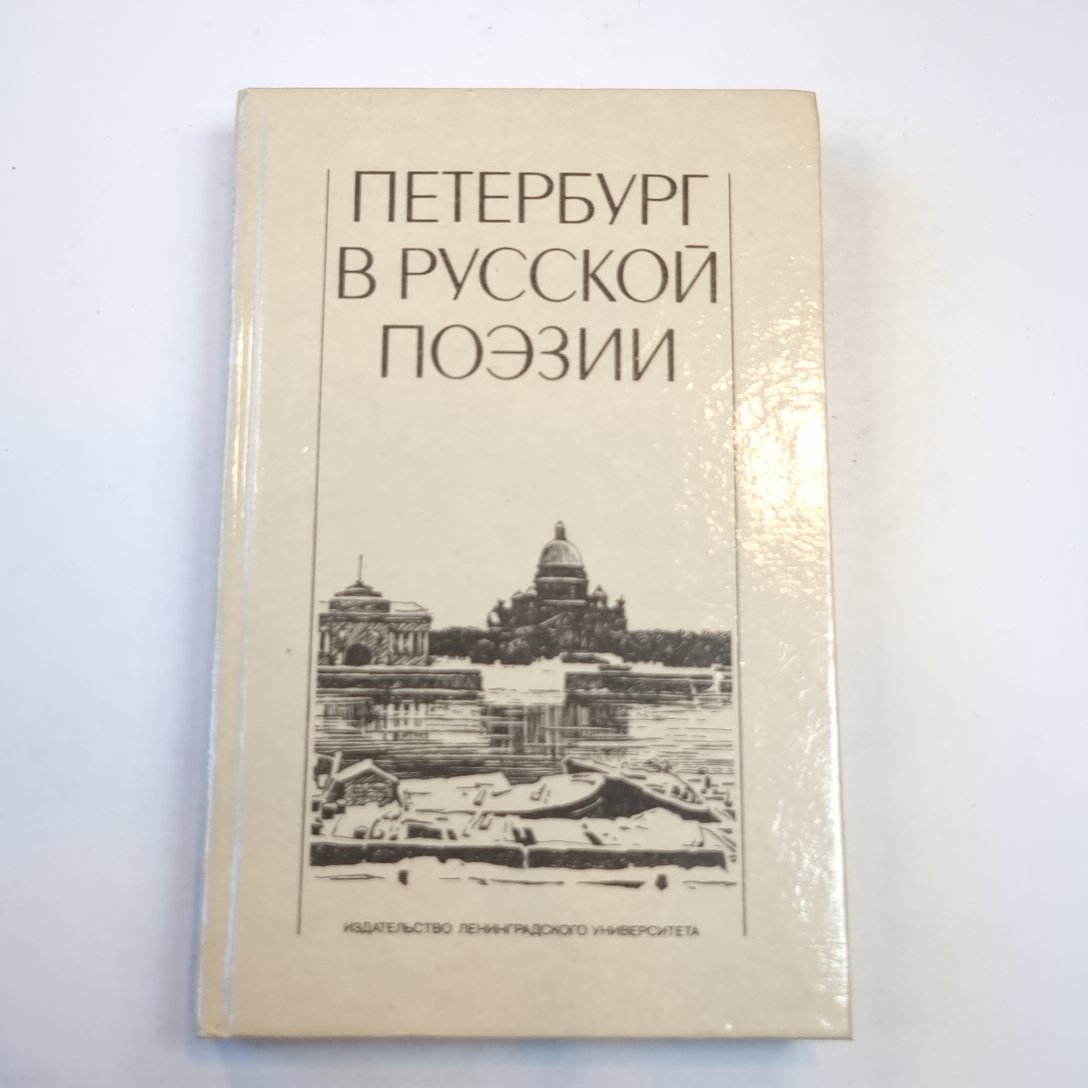 ПЕТЕРБУРГ
В РУССКОЙ
ПОЭЗИИ
ИЗДАТЕЛЬСТВО ЛЕНИНГРАДСКОГО УНИВЕРСИТЕТА